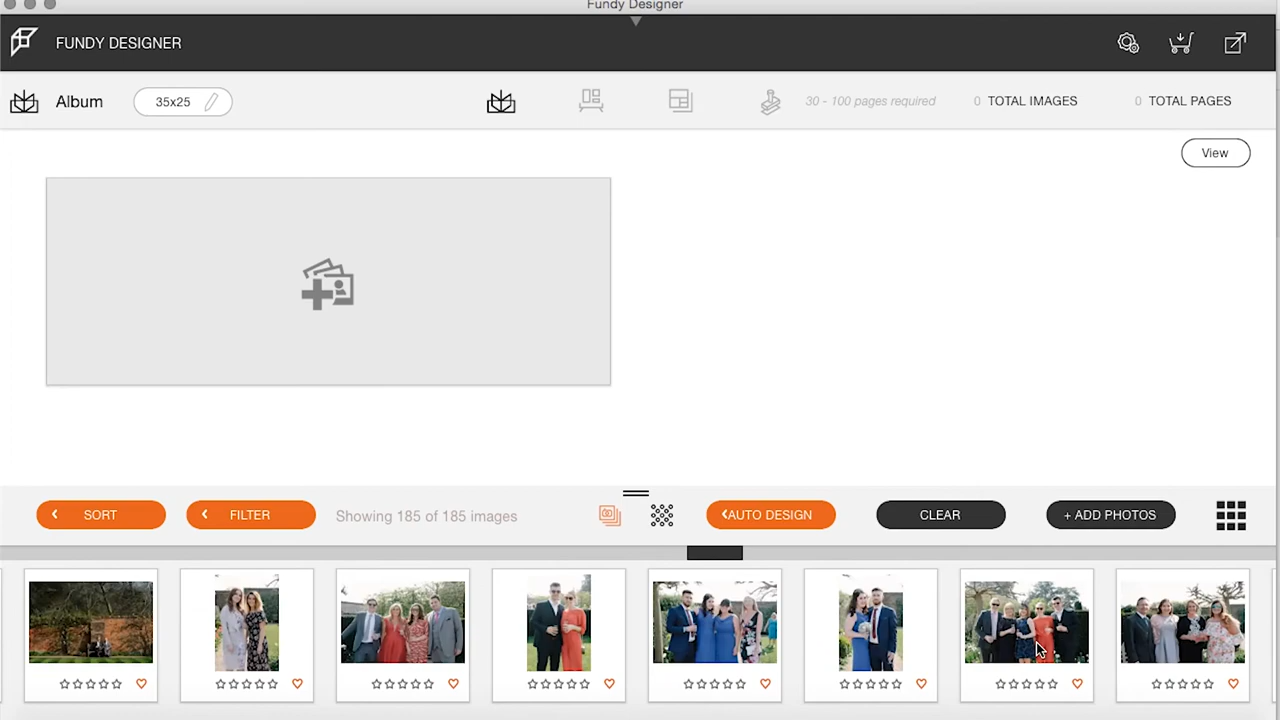 Fundy Designer
FUNDY DESIGNER
Album
35x25
30 - 100 pages required
0 TOTAL IMAGES
0 TOTAL PAGES
View
SORT
FILTER
Showing 185 of 185 images
AUTO DESIGN
CLEAR
+ ADD PHOTOS